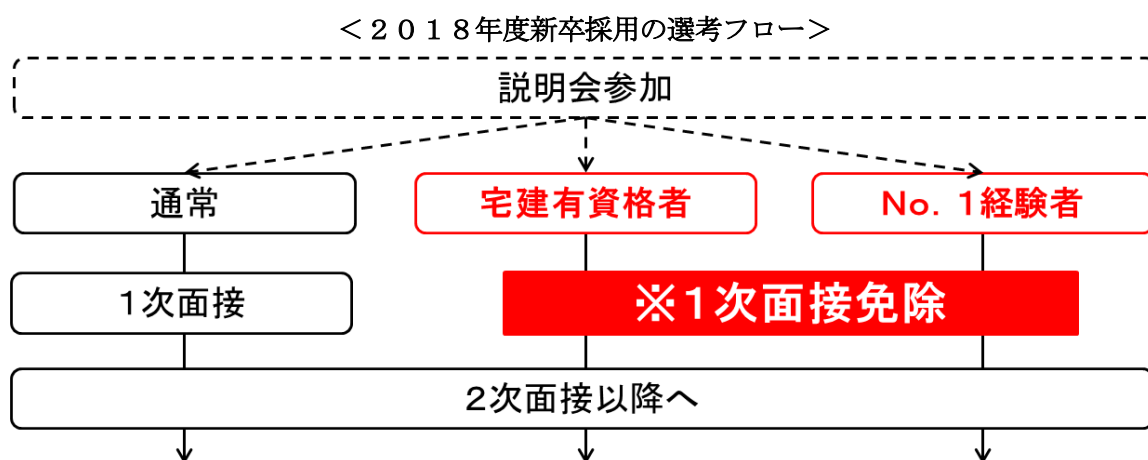 ＜２０１８年度新卒採用の選考フロー＞
説明会参加
通常
宅建有資格者
No. 1経験者
1次面接
※1次面接免除
2次面接以降へ